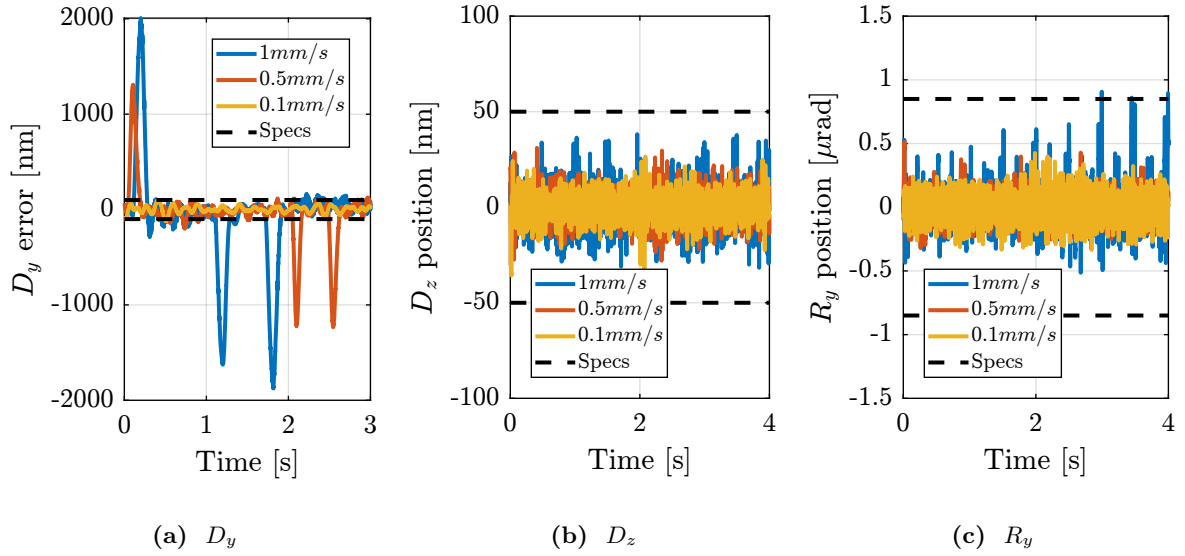 2000
1000
0
-1000
-2000
D_y error [nm]
0 1 2 3
Time [s]
1mm/s
0.5mm/s
0.1mm/s
Specs
(a) D_y
100
50
0
-50
-100
D_z position [nm]
0 2 4
Time [s]
1mm/s
0.5mm/s
0.1mm/s
Specs
(b) D_z
1.5
1
0.5
0
-0.5
-1
-1.5
R_y position [μrad]
0 2 4
Time [s]
1mm/s
0.5mm/s
0.1mm/s
Specs
(c) R_y